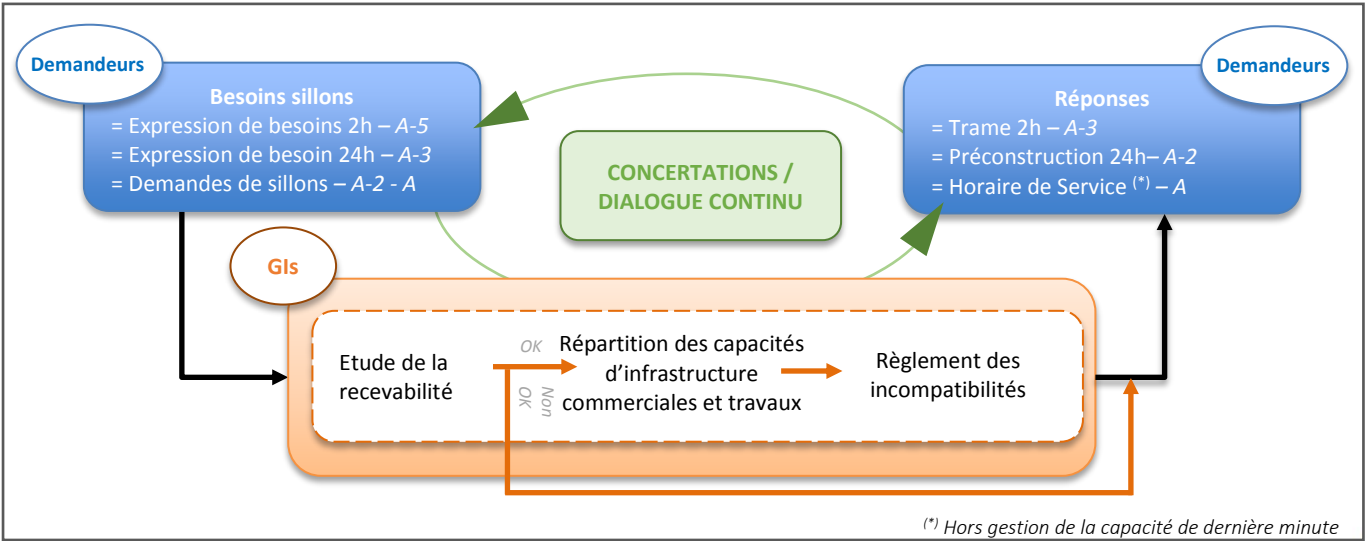 Demandeurs
Besoins sillons
= Expression de besoins 2h – A-5
= Expression de besoin 24h – A-3
= Demandes de sillons – A-2 - A
Demandeurs
Réponses
= Trame 2h – A-3
= Préconstruction 24h– A-2
= Horaire de Service (*) – A
CONCERTATIONS /
DIALOGUE CONTINU
GIs
Etude de la
recevabilité
OK
Non
OK
Répartition des capacités
d'infrastructure
commerciales et travaux
Règlement des
incompatibilités
(*) Hors gestion de la capacité de dernière minute